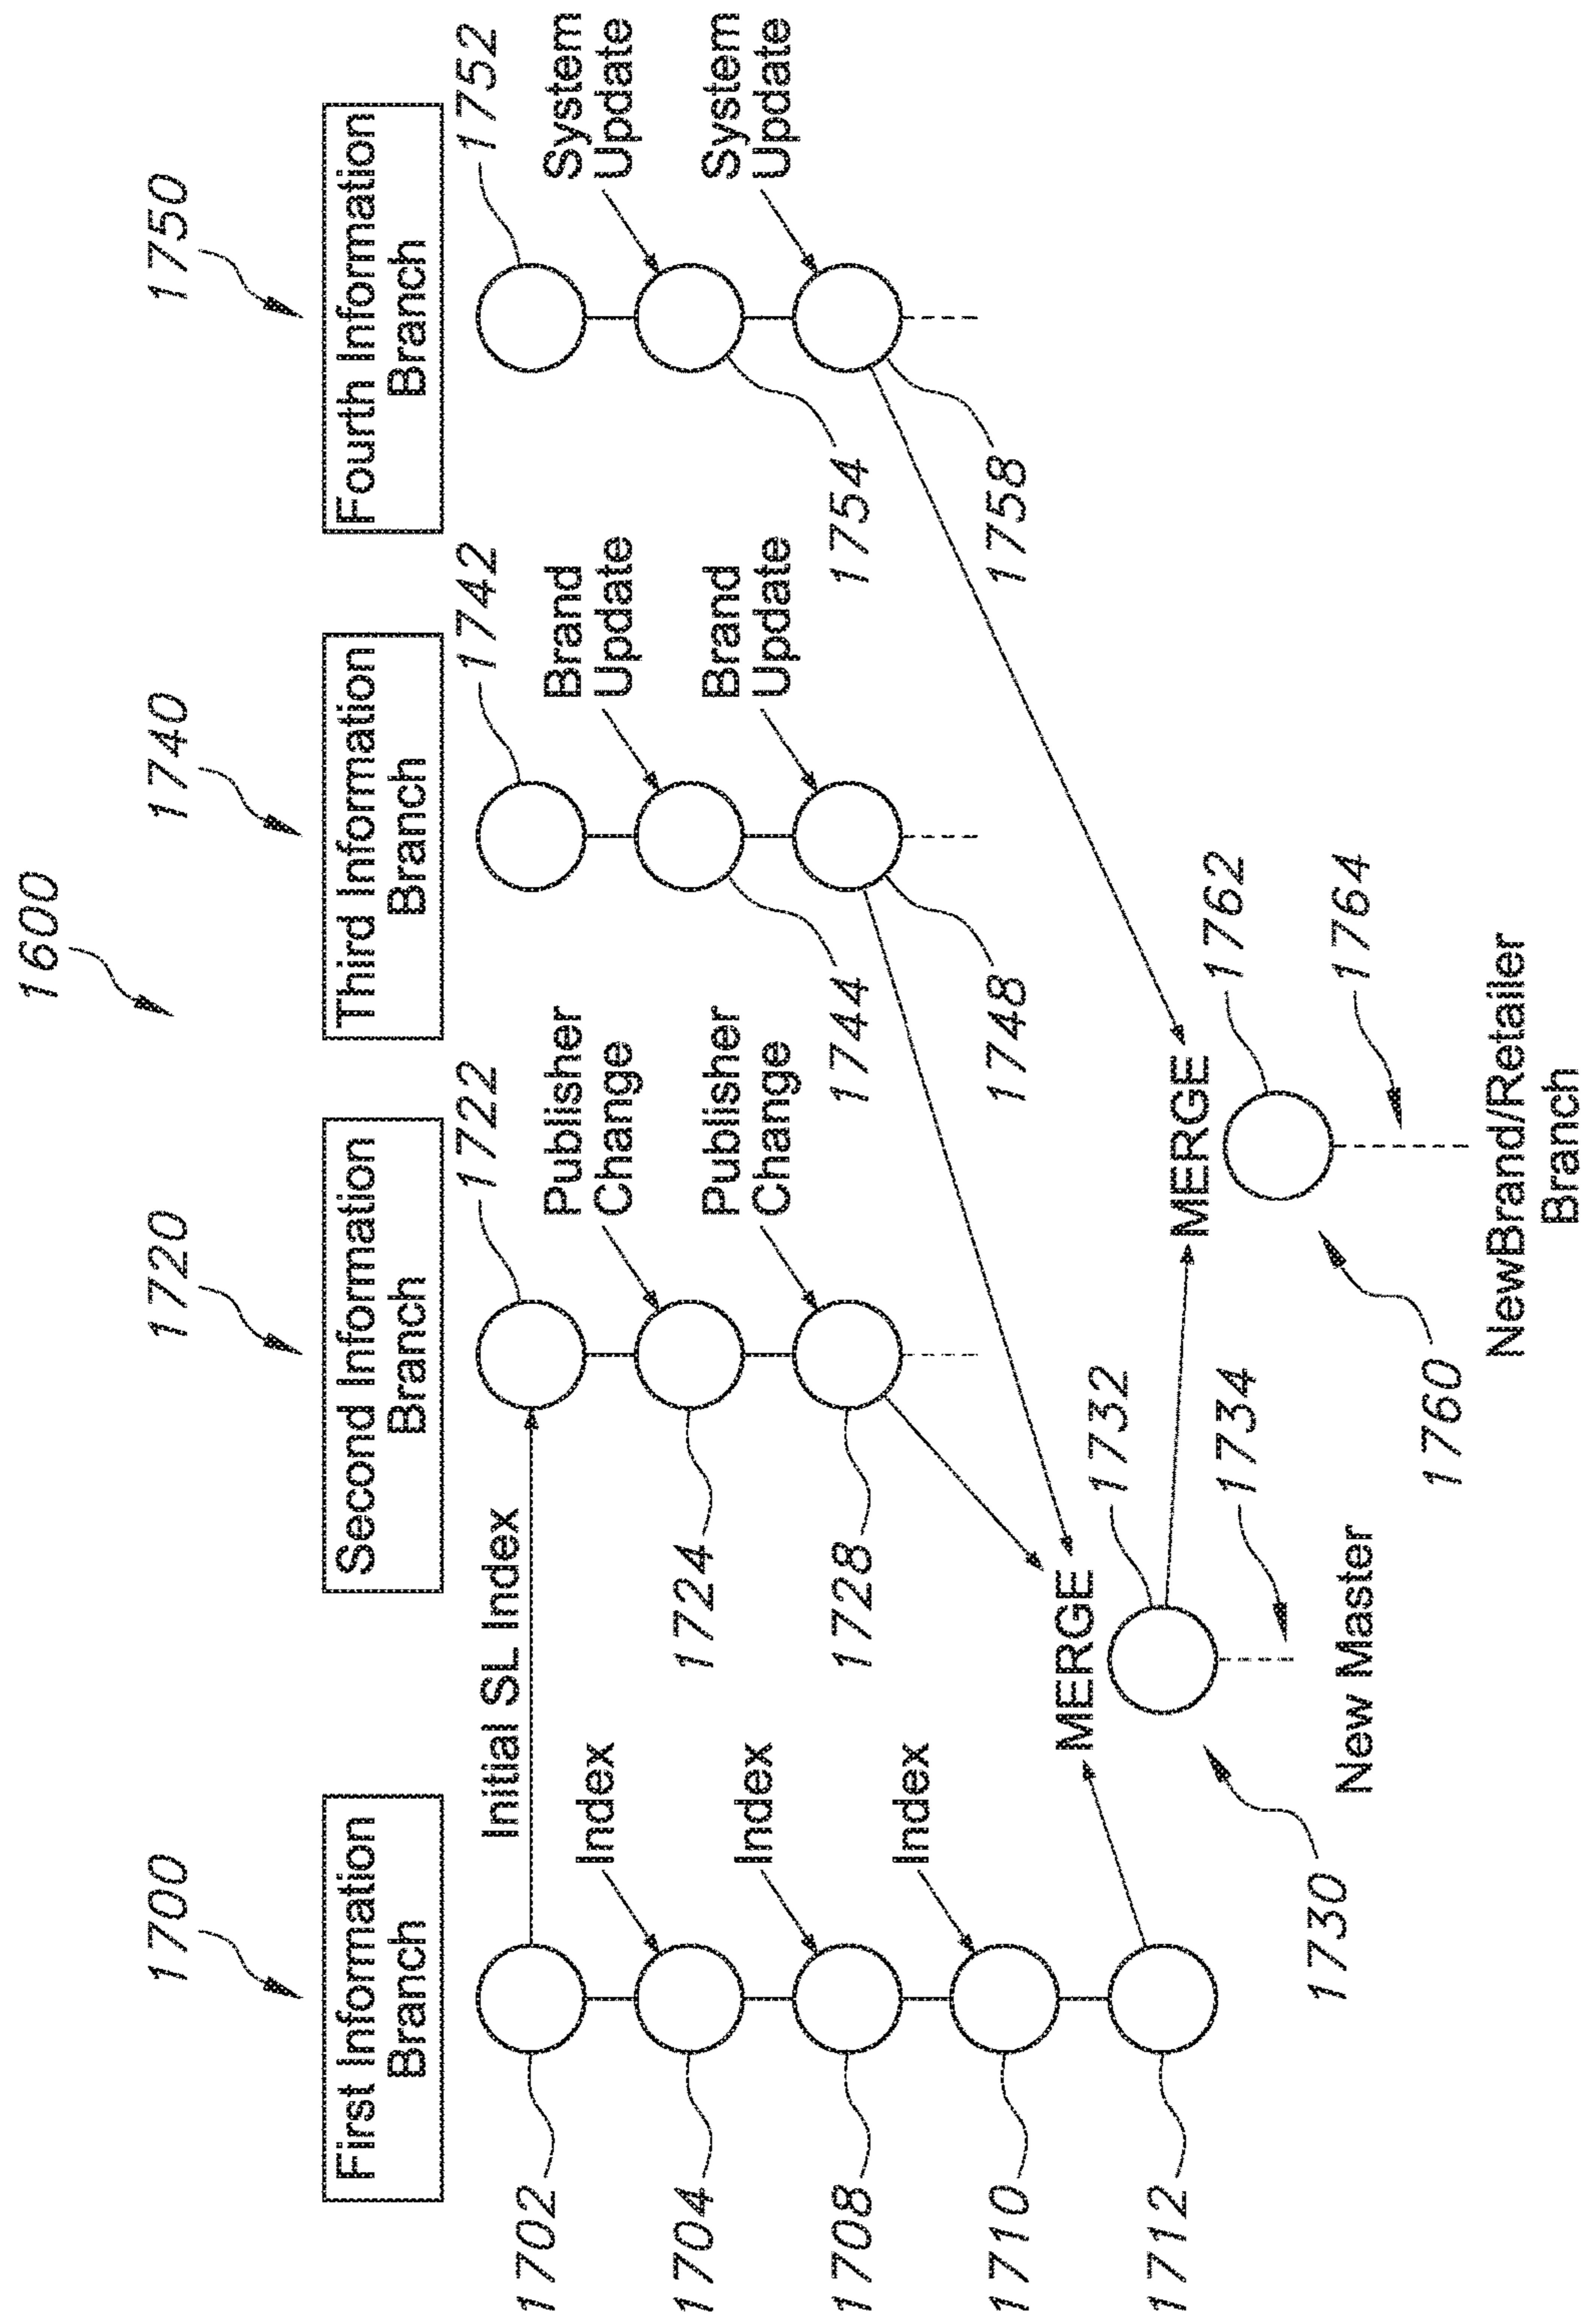 1600
1700
1720
1740
1750
First Information
Branch
Second Information
Branch
Third Information
Branch
Fourth Information
Branch
1702
Initial SL Index
1722
1742
1752
1704
Index
1724
Publisher
Change
1744
Brand
Update
1754
System
Update
1708
Index
1728
Publisher
Change
1748
Brand
Update
1758
System
Update
1710
Index
1712
MERGE
1732
1734
1730
New Master
MERGE
1762
1764
1760
NewBrand/Retailer
Branch